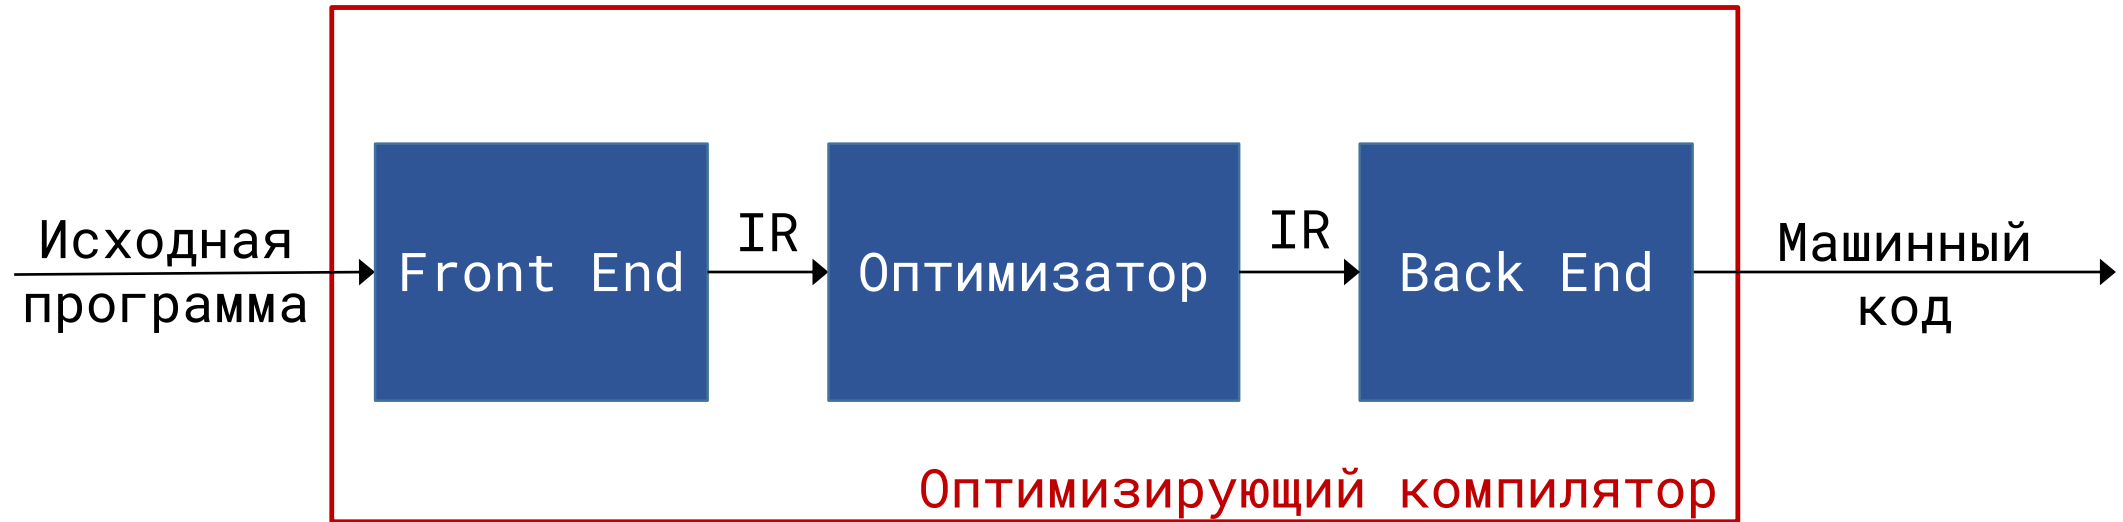 Исходная
программа
Front End
IR
Оптимизатор
IR
Back End
Машинный
код
Оптимизирующий компилятор